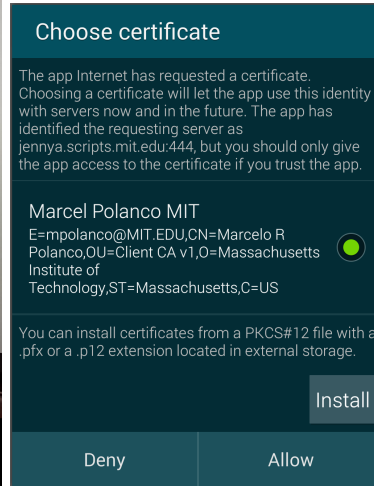 Choose certificate
The app Internet has requested a certificate.
Choosing a certificate will let the app use this identity
with servers now and in the future. The app has
identified the requesting server as
jennya.scripts.mit.edu:444, but you should only give
the app access to the certificate if you trust the app.
Marcel Polanco MIT
E=mpolanco@MIT.EDU,CN=Marcelo R
Polanco,OU=Client CA v1,O=Massachusetts
Institute of
Technology,ST=Massachusetts,C=US
You can install certificates from a PKCS#12 file with a
.pfx or a .p12 extension located in external storage.
Install
Deny
Allow